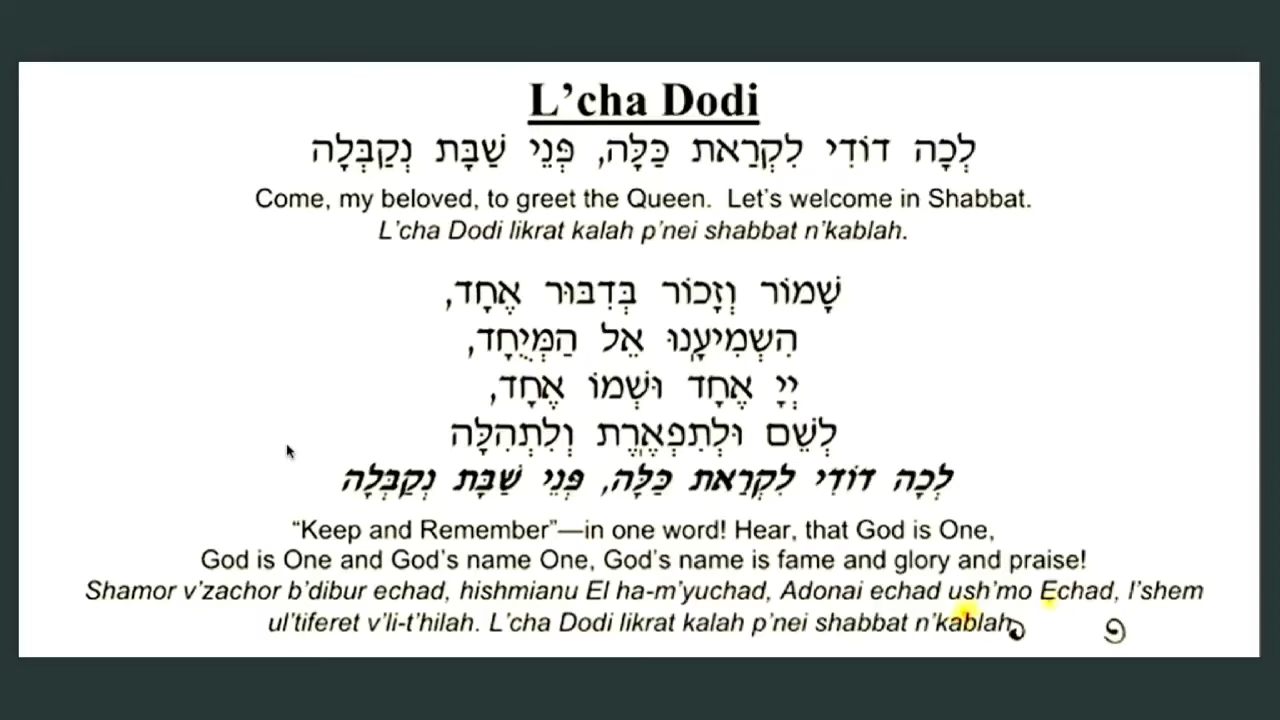 L’cha Dodi
לְכָה דוֹדִי לִקְרַאת כַּלָּה, פְּנֵי שַׁבָּת נְקַבְּלָה
Come, my beloved, to greet the Queen.  Let’s welcome in Shabbat.
L’cha Dodi likrat kalah p’nei shabbat n’kablah.
שָׁמוֹר וְזָכוֹר בְּדִבּוּר אֶחָד,
הִשְׁמִיעָנוּ אֵל הַמְּיֻחָד,
יְיָ אֶחָד וּשְׁמוֹ אֶחָד,
לְשֵׁם וּלְתִפְאֶרֶת וְלִתְהִלָּה
לְכָה דוֹדִי לִקְרַאת כַּלָּה, פְּנֵי שַׁבָּת נְקַבְּלָה
“Keep and Remember”—in one word! Hear, that God is One,
God is One and God’s name One, God’s name is fame and glory and praise!
Shamor v’zachor b’dibur echad, hishmianu El ha-m’yuchad, Adonai echad ush’mo Echad, l’shem
ul’tiferet v’li-t’hilah. L’cha Dodi likrat kalah p’nei shabbat n’kablah.